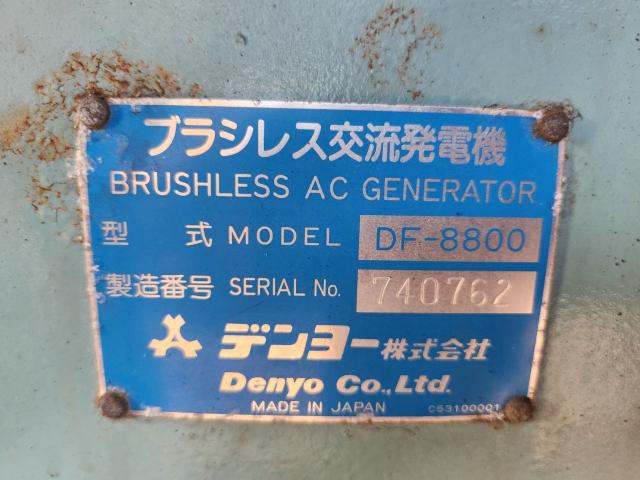 ブラシレス交流発電機
BRUSHLESS AC GENERATOR
型 式 MODEL DF-8800
製造番号 SERIAL No. 740762
デンヨー株式会社
Denyo Co.,Ltd.
MADE IN JAPAN C53100001